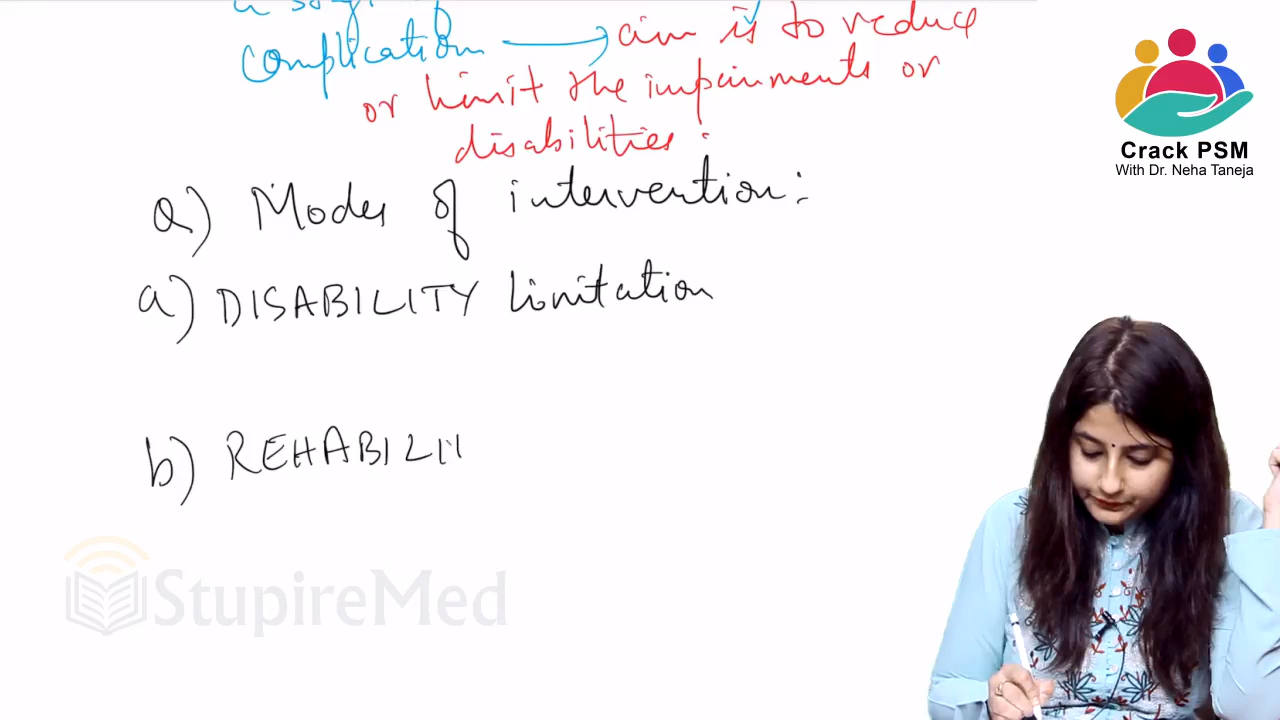 complication → aim is to reduce
or limit the impairments or
disabilities.
Q) Modes of intervention:
a) DISABILITY limitation
b) REHABILI
Crack PSM
With Dr. Neha Taneja
StupireMed